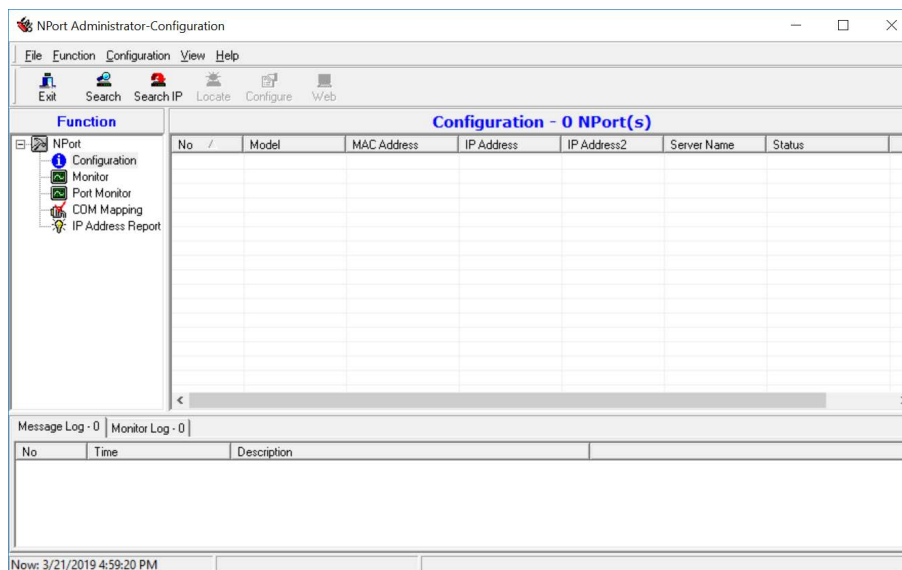 NPort Administrator-Configuration
File Function Configuration View Help
Exit Search Search IP Locate Configure Web
Function
Configuration - 0 NPort(s)
NPort
Configuration
Monitor
Port Monitor
COM Mapping
IP Address Report
No / Model MAC Address IP Address IP Address2 Server Name Status
Message Log - 0 Monitor Log - 0
No Time Description
Now: 3/21/2019 4:59:20 PM